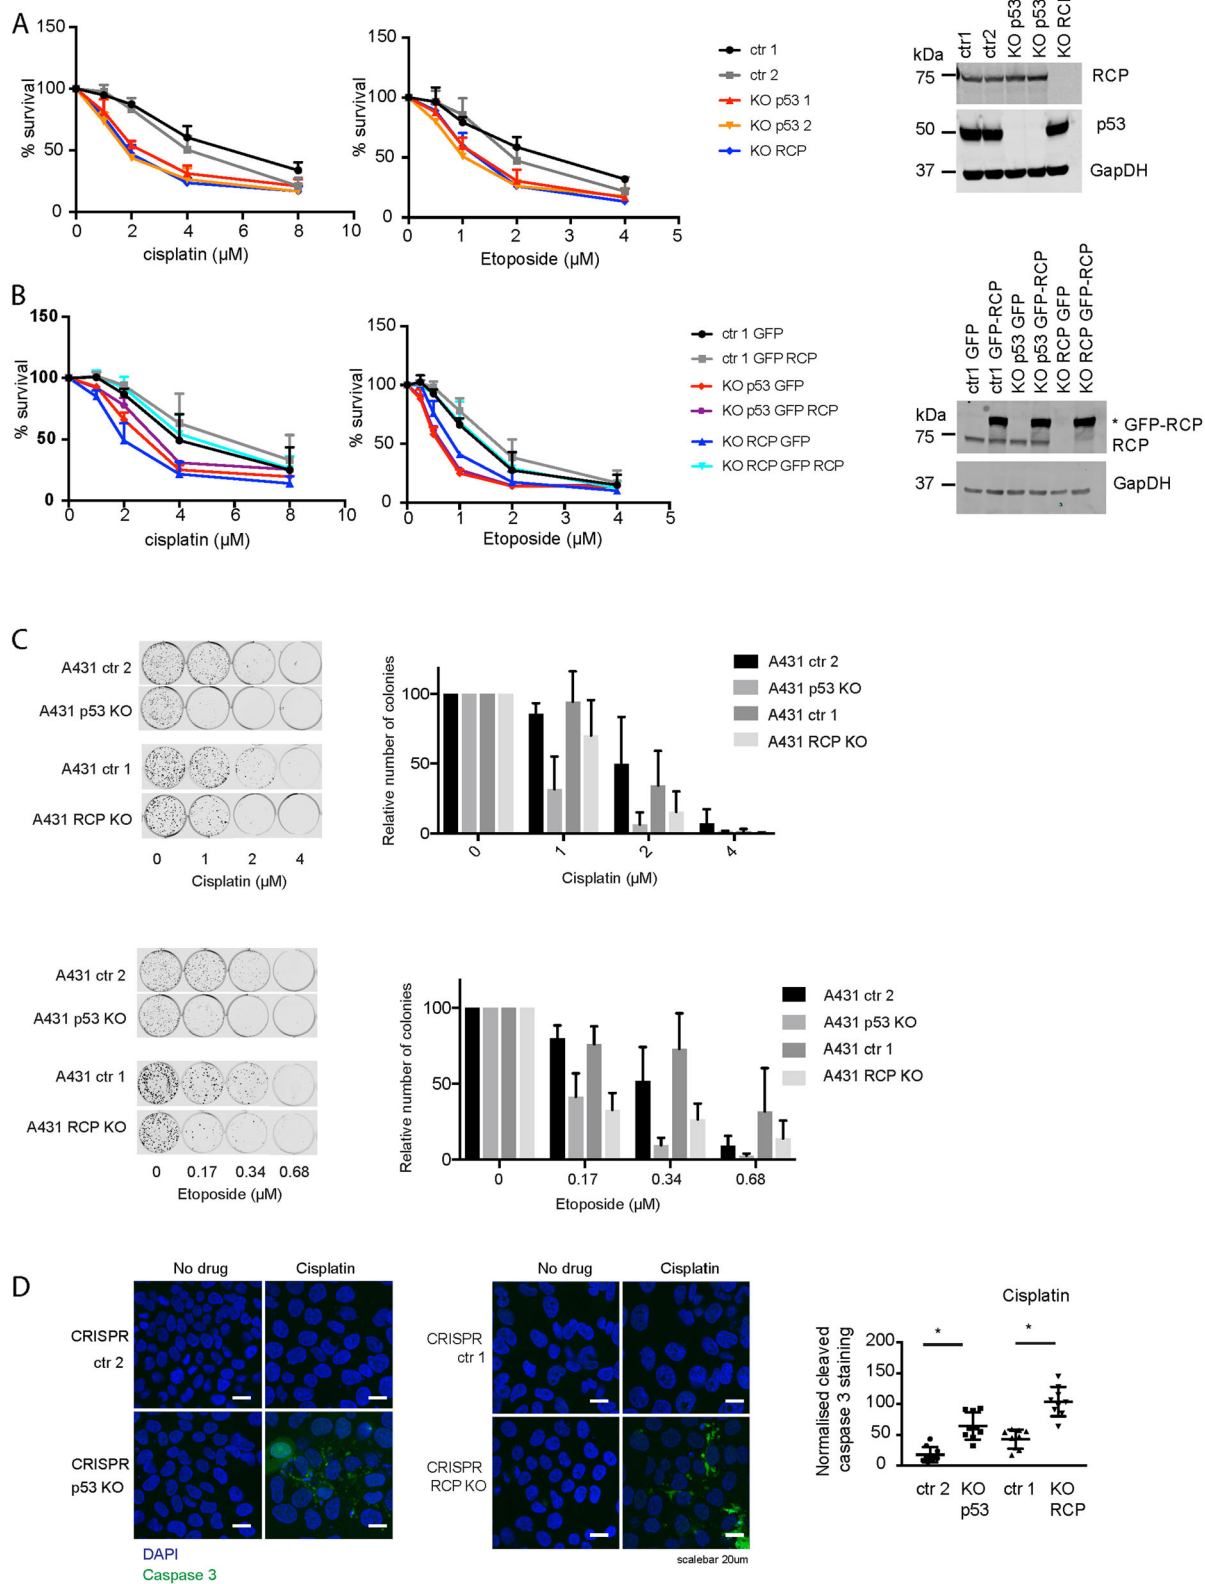 A
150
100
50
0
% survival
0 2 4 6 8 10
cisplatin (µM)
150
100
50
0
% survival
0 1 2 3 4 5
Etoposide (µM)
ctr 1
ctr 2
KO p53 1
KO p53 2
KO RCP
kDa
ctr1
ctr2
KO p53
KO p53
75
RCP
50
p53
37
GapDH
B
150
100
50
0
% survival
0 2 4 6 8 10
cisplatin (µM)
150
100
50
0
% survival
0 1 2 3 4 5
Etoposide (µM)
ctr 1 GFP
ctr 1 GFP RCP
KO p53 GFP
KO p53 GFP RCP
KO RCP GFP
KO RCP GFP RCP
kDa
ctr1 GFP
ctr1 GFP-RCP
KO p53 GFP
KO p53 GFP-RCP
KO RCP GFP
KO RCP GFP-RCP
75
* GFP-RCP
RCP
37
GapDH
C
A431 ctr 2
A431 p53 KO
A431 ctr 1
A431 RCP KO
0 1 2 4
Cisplatin (µM)
Relative number of colonies
100
50
0
0 1 2 4
Cisplatin (µM)
A431 ctr 2
A431 p53 KO
A431 ctr 1
A431 RCP KO
A431 ctr 2
A431 p53 KO
A431 ctr 1
A431 RCP KO
0 0.17 0.34 0.68
Etoposide (µM)
Relative number of colonies
100
50
0
0 0.17 0.34 0.68
Etoposide (µM)
A431 ctr 2
A431 p53 KO
A431 ctr 1
A431 RCP KO
D
No drug Cisplatin
CRISPR
ctr 2
CRISPR
p53 KO
DAPI
Caspase 3
No drug Cisplatin
CRISPR
ctr 1
CRISPR
RCP KO
scalebar 20um
Cisplatin
Normalised cleaved
caspase 3 staining
200
150
100
50
0
* *
ctr 2 KO ctr 1 KO
p53 RCP